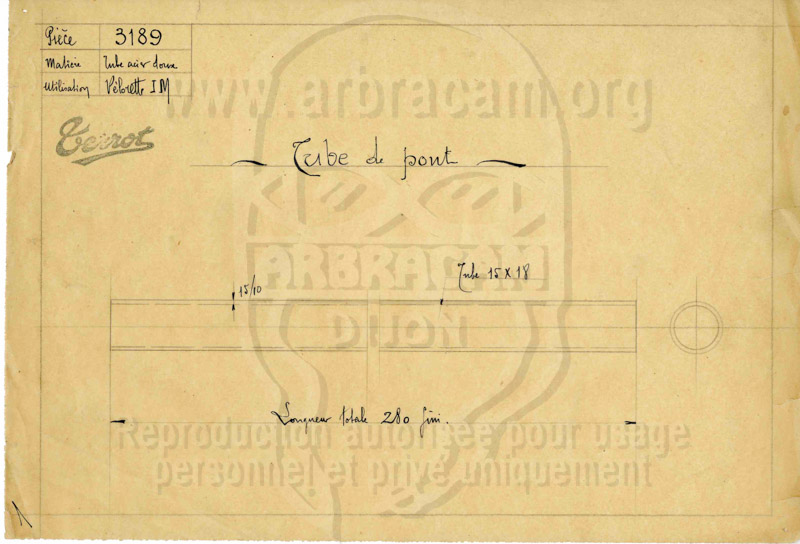 Pièce 3189
Matière Tube acier doux
Utilisation Vélorette IM
Terrot
www.arbracam.org
Tube de pont
ARBRACAM
Tube 15 x 18
15/10
DIJON
Longueur totale 280 fini.
Reproduction autorisée pour usage
personnel et privé uniquement